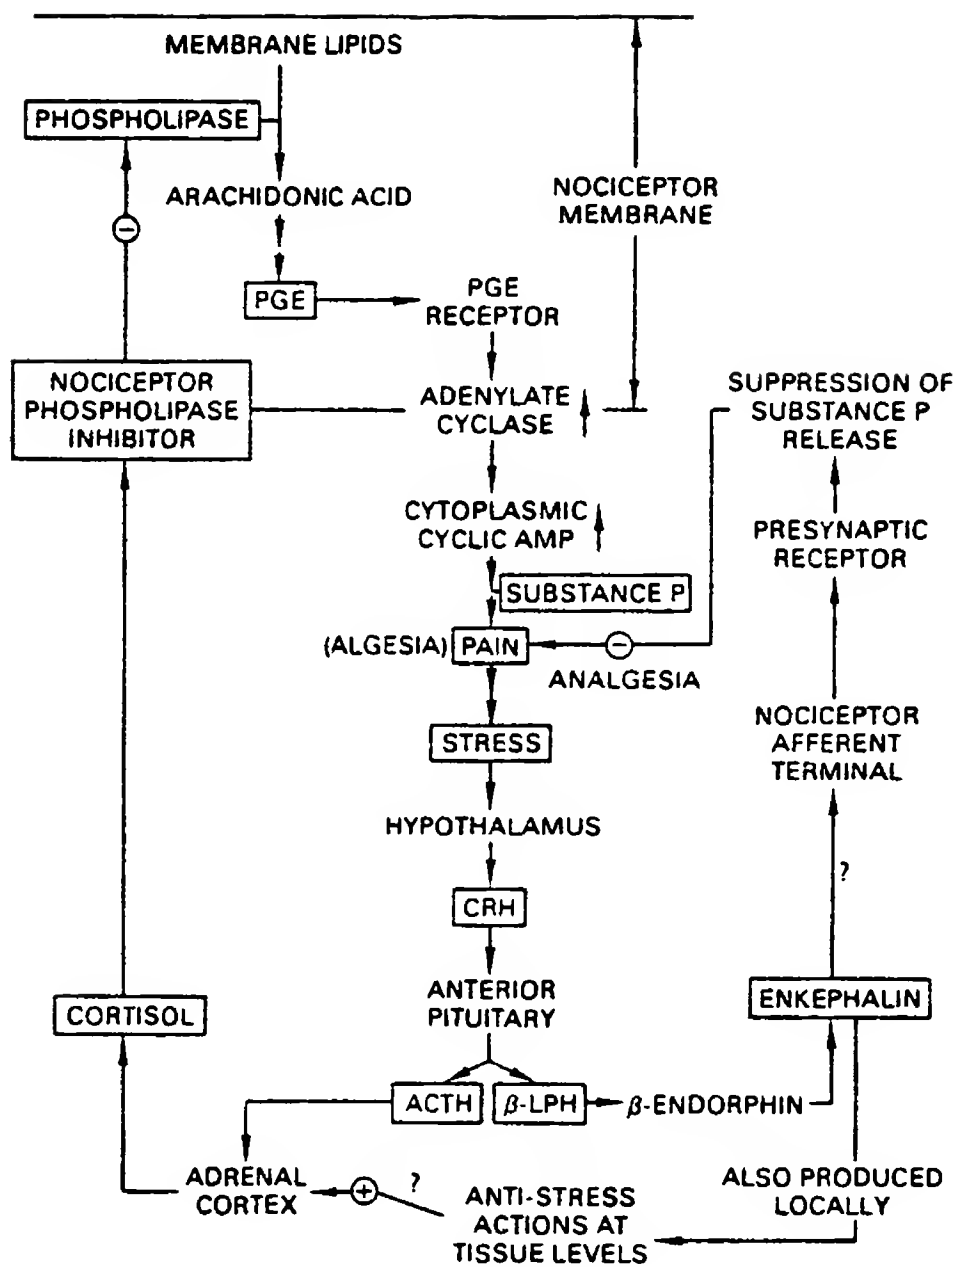 MEMBRANE LIPIDS
PHOSPHOLIPASE
ARACHIDONIC ACID
NOCICEPTOR
MEMBRANE
−
PGE
PGE
RECEPTOR
NOCICEPTOR
PHOSPHOLIPASE
INHIBITOR
ADENYLATE
CYCLASE
SUPPRESSION OF
SUBSTANCE P
RELEASE
CYTOPLASMIC
CYCLIC AMP
PRESYNAPTIC
RECEPTOR
SUBSTANCE P
(ALGESIA) PAIN
−
ANALGESIA
NOCICEPTOR
AFFERENT
TERMINAL
STRESS
HYPOTHALAMUS
?
CRH
ANTERIOR
PITUITARY
CORTISOL
ENKEPHALIN
ACTH
β-LPH
β-ENDORPHIN
ADRENAL
CORTEX
+
?
ANTI-STRESS
ACTIONS AT
TISSUE LEVELS
ALSO PRODUCED
LOCALLY